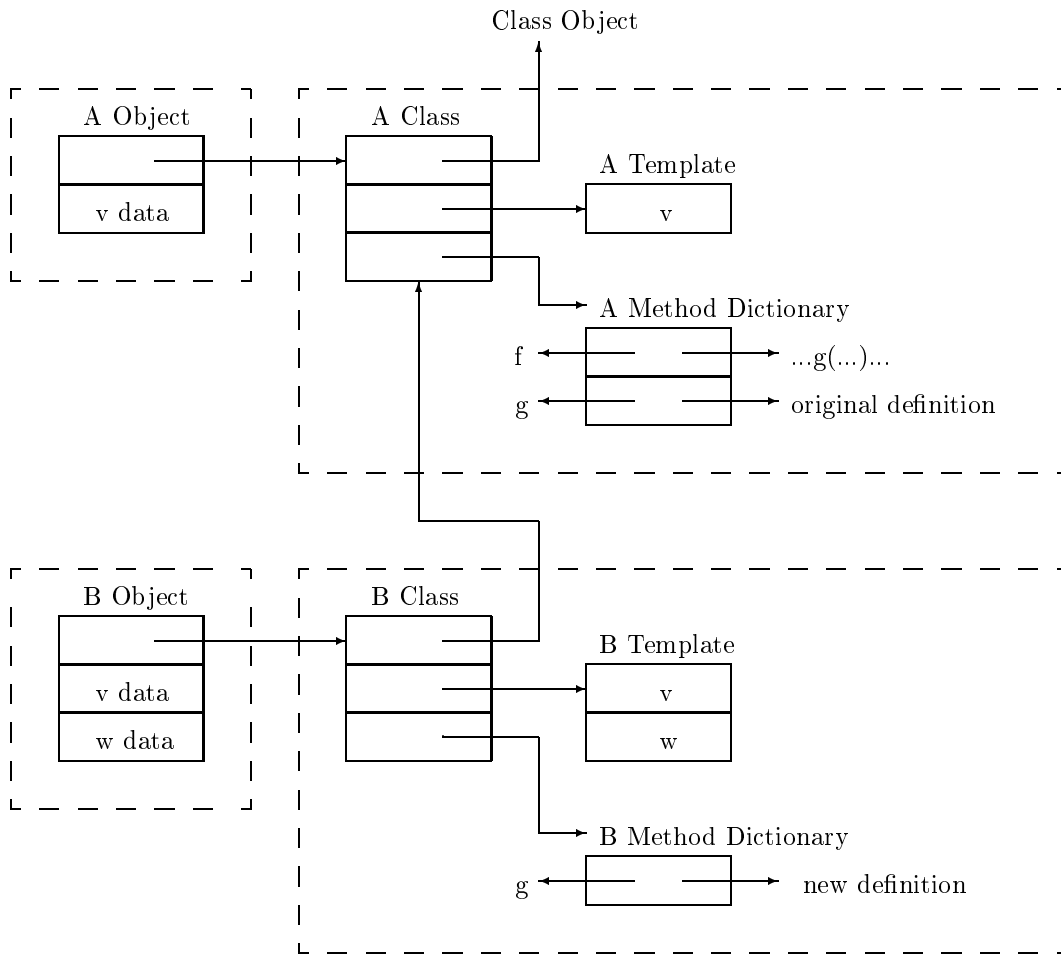 Class Object
A Object
A Class
A Template
v data
v
A Method Dictionary
f
...g(...)...
g
original definition
B Object
B Class
B Template
v data
v
w data
w
B Method Dictionary
g
new definition